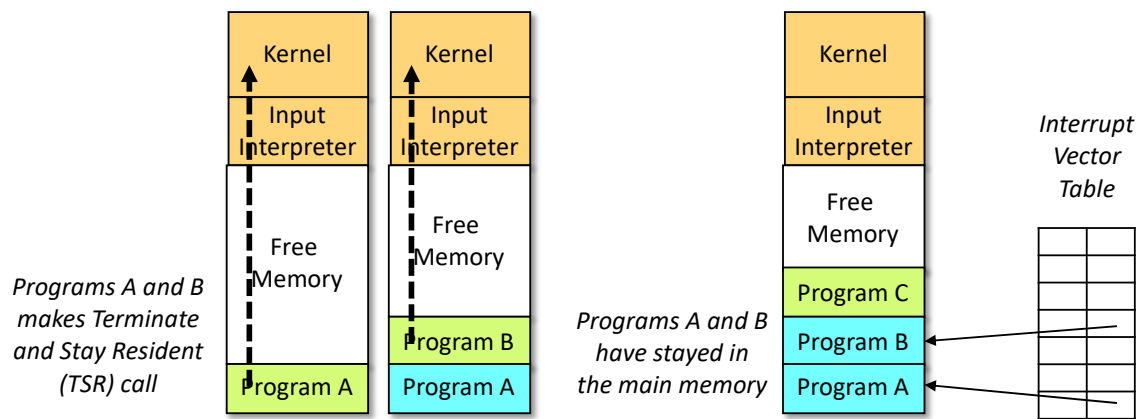 Kernel
Input
Interpreter
Free
Memory
Program A
Kernel
Input
Interpreter
Free
Memory
Program B
Program A
Programs A and B
makes Terminate
and Stay Resident
(TSR) call
Kernel
Input
Interpreter
Free
Memory
Program C
Program B
Program A
Programs A and B
have stayed in
the main memory
Interrupt
Vector
Table